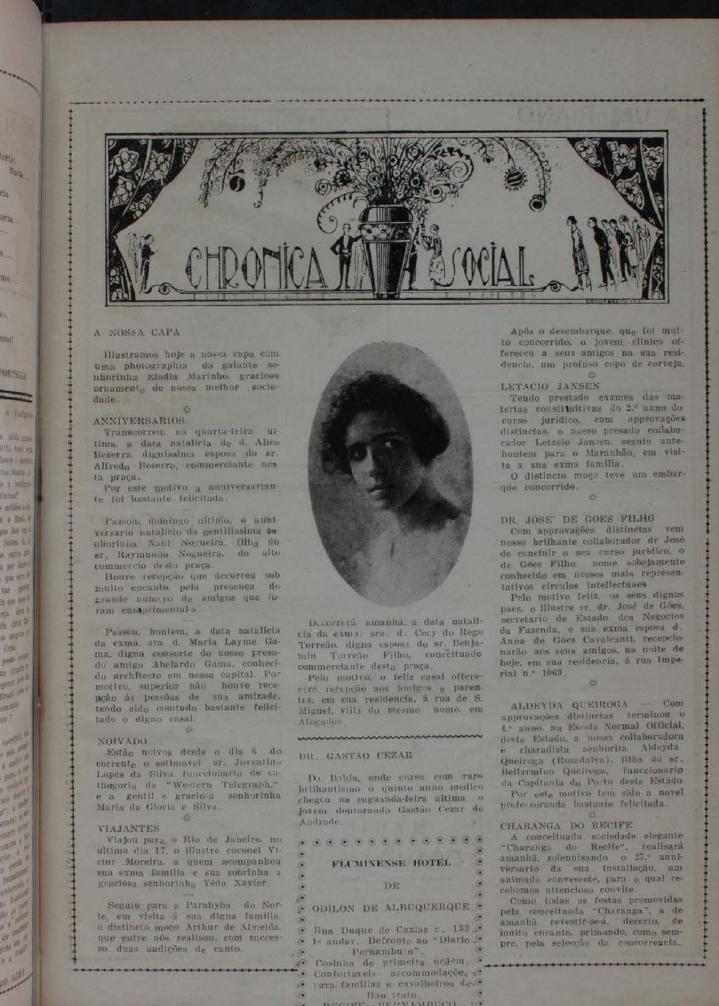 CHRONICA SOCIAL
A NOSSA CAPA
Illustramos hoje a nossa capa com
uma photographia da galante se-
nhorinha Eladia Marinho, gracioso
ornamento de nossa melhor socie-
dade.
ANNIVERSARIOS
Transcorreu, na quarta-feira ul-
tima, a data natalicia de d. Alice
Bezerra, dignissima esposa do sr.
Alfredo Bezerra, commerciante nes
ta praça.
Por este motivo a anniversarian-
te foi bastante felicitada.
Passou, domingo ultimo, o anni-
versario natalicio da gentilissima se-
nhorinha Naní Nogueira, filha do
sr. Raymundo Nogueira, do alto
commercio desta praça.
Houve recepção que decorreu sob
muito encanto pela presença do
grande numero de amigos que fo-
ram cumprimental-a.
Passou, hontem, a data natalicia
da exma. sra. d. Maria Layme Ga-
ma, digna consorte do nosso presa-
do amigo Abelardo Gama, conheci-
do architecto em nossa capital. Por
motivo, superior não houve rece-
pção ás pessôas de sua amizade,
tendo sido comtudo bastante felici-
tado o digno casal.
NOIVADO
Estão noivos desde o dia 6 do
corrente o estimavel sr. Joventino
Lopes da Silva, funccionario de ca-
thegoria da "Western Telegraph,"
e a gentil e graciosa senhorinha
Maria da Gloria e Silva.
VIAJANTES
Viajou para o Rio de Janeiro, no
ultimo dia 17, o illustre coronel Vi-
ctor Moreira, a quem acompanhou
sua exma familia e sua sobrinha a
graciosa senhorinha Yêda Xavier.
Seguiu para a Parahyba do Nor-
te, em visita á sua digna familia,
o distincto moço Arthur de Almeida,
que entre nós realisou, com succes-
so, duas audições de canto.
Decorrerá, amanhã, a data natali-
cia da exma. sra. d. Cecy do Rego
Torreão, digna esposa do sr. Benja-
min Torreão Filho, conceituado
commerciante desta praça.
Pelo motivo, o feliz casal offere-
cerá recepção aos amigos e paren-
tes, em sua residencia, á rua de S.
Miguel, villa do mesmo nome, em
Afogados.
DR. GASTÃO CEZAR
Da Bahia, onde cursa com raro
brilhantismo o quinto anno medico
chegou na segunda-feira ultima o
jovem doutorando Gastão Cezar de
Andrade.
FLUMINENSE HOTEL
DE
ODILON DE ALBUQUERQUE
Rua Duque de Caxias n. 133
1º andar. Defronte ao "Diario
Pernambuco".
Cosinha de primeira ordem.
Confortaveis accommodações
para familias e cavalheiros de
fino trato.
RECIFE PERNAMBUCO
Após o desembarque, que foi mui-
to concorrido, o jovem clinico of-
fereceu a seus amigos na sua resi-
dencia, um profuso copo de cerveja.
LETACIO JANSEN
Tendo prestado exames das ma-
terias constitutivas do 2.º anno do
curso juridico, com approvações
distinctas, o nosso presado collabo-
rador Letacio Jansen, seguiu ante-
hontem para o Maranhão, em visi-
ta a sua exma familia.
O distincto moço teve um embar-
que concorrido.
DR. JOSE' DE GOES FILHO
Com approvações distinctas vem
nosso brilhante collaborador dr José
de concluir o seu curso juridico, o
de Góes Filho, nome sobejamente
conhecido em nossos mais represen-
tativos circulos intellectuaes
Pelo motivo feliz, os seus dignos
paes, o illustre sr. dr. José de Góes,
secretario de Estado dos Negocios
da Fazenda, e sua exma esposa d.
Anna de Góes Cavalcanti, recepcio-
narão aos seus amigos, na noite de
hoje, em sua residencia, á rua Impe-
rial n.º 1069.
ALDEYDA QUEIROGA — Com
approvações distinctas terminou o
4.º anno, na Escola Normal Official,
deste Estado, a nossa collaboradora
e charadista senhorita Aldeyda
Queiroga (Rosadalva), filha do sr.
Bellarmino Queiroga, funccionario
da Capitania do Porto deste Estado.
Por este motivo tem sido a novel
professoranda bastante felicitada.
CHARANGA DO RECIFE
A conceituada sociedade elegante
"Charanga do Recife", realisará
amanhã, solennisando o 27.º anni-
versario da sua installação, um
animado convescote, para o qual re-
cebemos attencioso convite.
Como todas as festas promovidas
pela conceituada "Charanga", a de
amanhã revestir-se-á, decerto, de
muito encanto, primando, como sem-
pre, pela selecção da concorrencia.